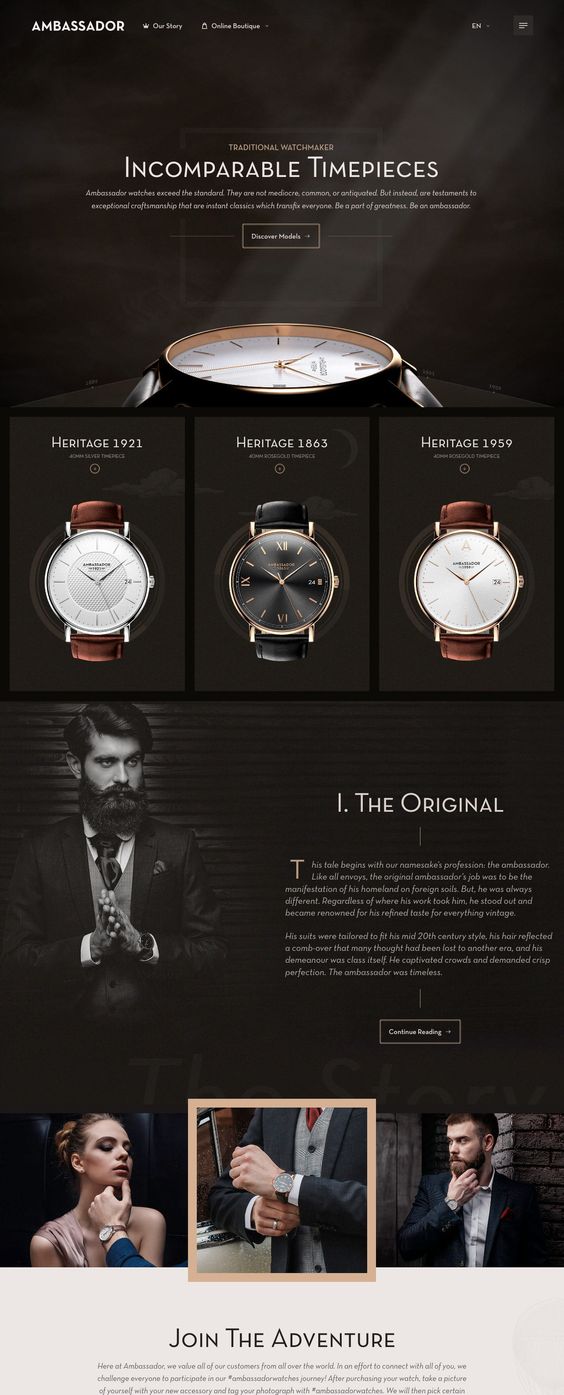 AMBASSADOR
Our Story
Online Boutique
EN
TRADITIONAL WATCHMAKER
INCOMPARABLE TIMEPIECES
Ambassador watches exceed the standard. They are not mediocre, common, or antiquated. But instead, are testaments to
exceptional craftsmanship that are instant classics which transfix everyone. Be a part of greatness. Be an ambassador.
Discover Models →
HERITAGE 1921
40MM SILVER TIMEPIECE
HERITAGE 1863
40MM ROSEGOLD TIMEPIECE
HERITAGE 1959
40MM ROSEGOLD TIMEPIECE
AMBASSADOR
1921
24
AMBASSADOR
XII
24
VI
AMBASSADOR
1959
24
I. THE ORIGINAL
This tale begins with our namesake's profession: the ambassador.
Like all envoys, the original ambassador's job was to be the
manifestation of his homeland on foreign soils. But, he was always
different. Regardless of where his work took him, he stood out and
became renowned for his refined taste for everything vintage.
His suits were tailored to fit his mid 20th century style, his hair reflected
a comb-over that many thought had been lost to another era, and his
demeanour was class itself. He captivated crowds and demanded crisp
perfection. The ambassador was timeless.
Continue Reading →
The Story
JOIN THE ADVENTURE
Here at Ambassador, we value all of our customers from all over the world. In an effort to connect with all of you, we
challenge everyone to participate in our #ambassadorwatches journey! After purchasing your watch, take a picture
of yourself with your new accessory and tag your photograph with #ambassadorwatches. We will then pick certain